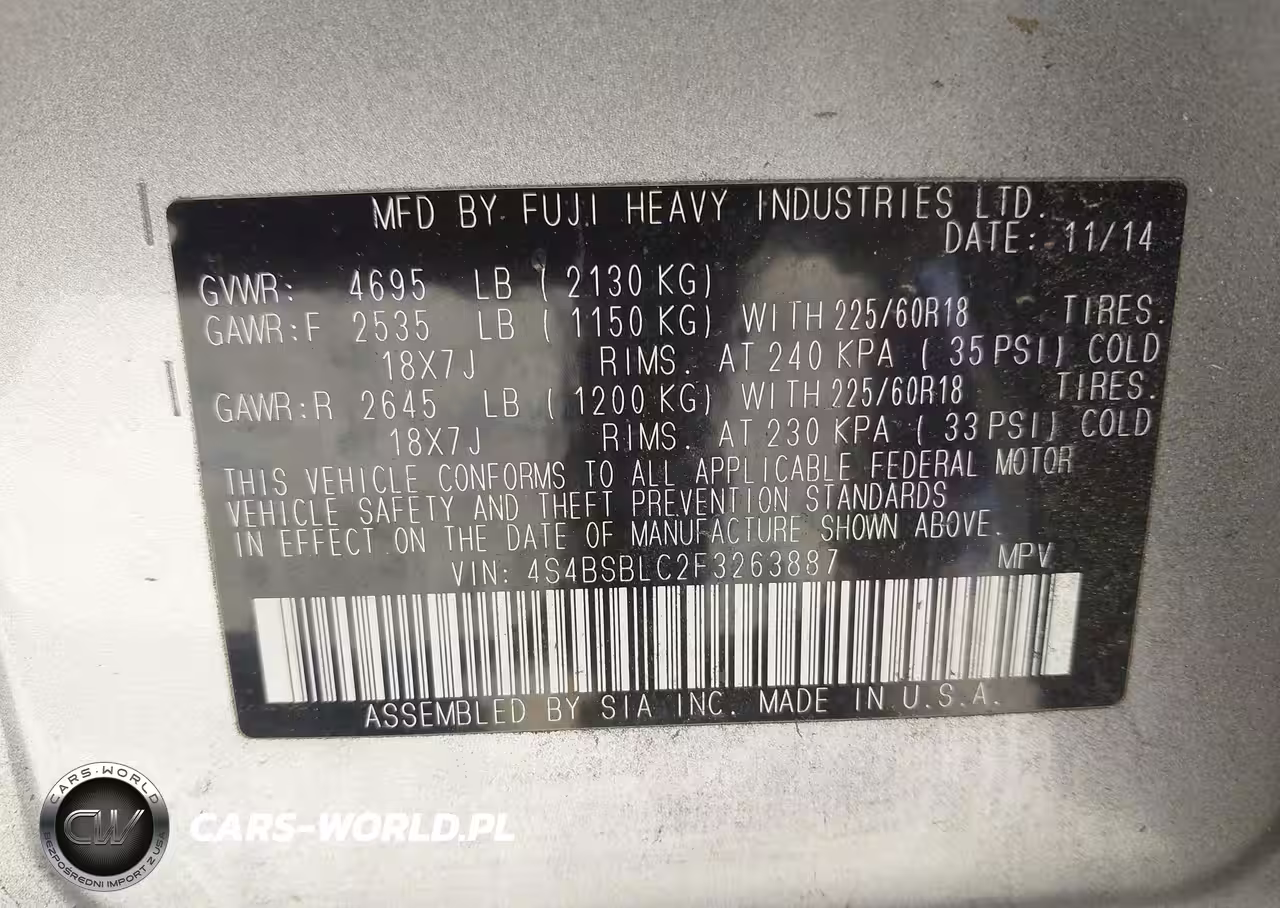 MFD BY FUJI HEAVY INDUSTRIES LTD.
DATE: 11/14
GVWR: 4695 LB ( 2130 KG)
GAWR:F 2535 LB ( 1150 KG) WITH 225/60R18 TIRES.
18X7J RIMS. AT 240 KPA ( 35 PSI) COLD
GAWR:R 2645 LB ( 1200 KG) WITH 225/60R18 TIRES.
18X7J RIMS. AT 230 KPA ( 33 PSI) COLD
THIS VEHICLE CONFORMS TO ALL APPLICABLE FEDERAL MOTOR
VEHICLE SAFETY AND THEFT PREVENTION STANDARDS
IN EFFECT ON THE DATE OF MANUFACTURE SHOWN ABOVE.
VIN: 4S4BSBLC2F3263887 MPV
ASSEMBLED BY SIA INC. MADE IN U.S.A.
CARS-WORLD
CW
BEZPOŚREDNI IMPORT Z USA
CARS-WORLD.PL